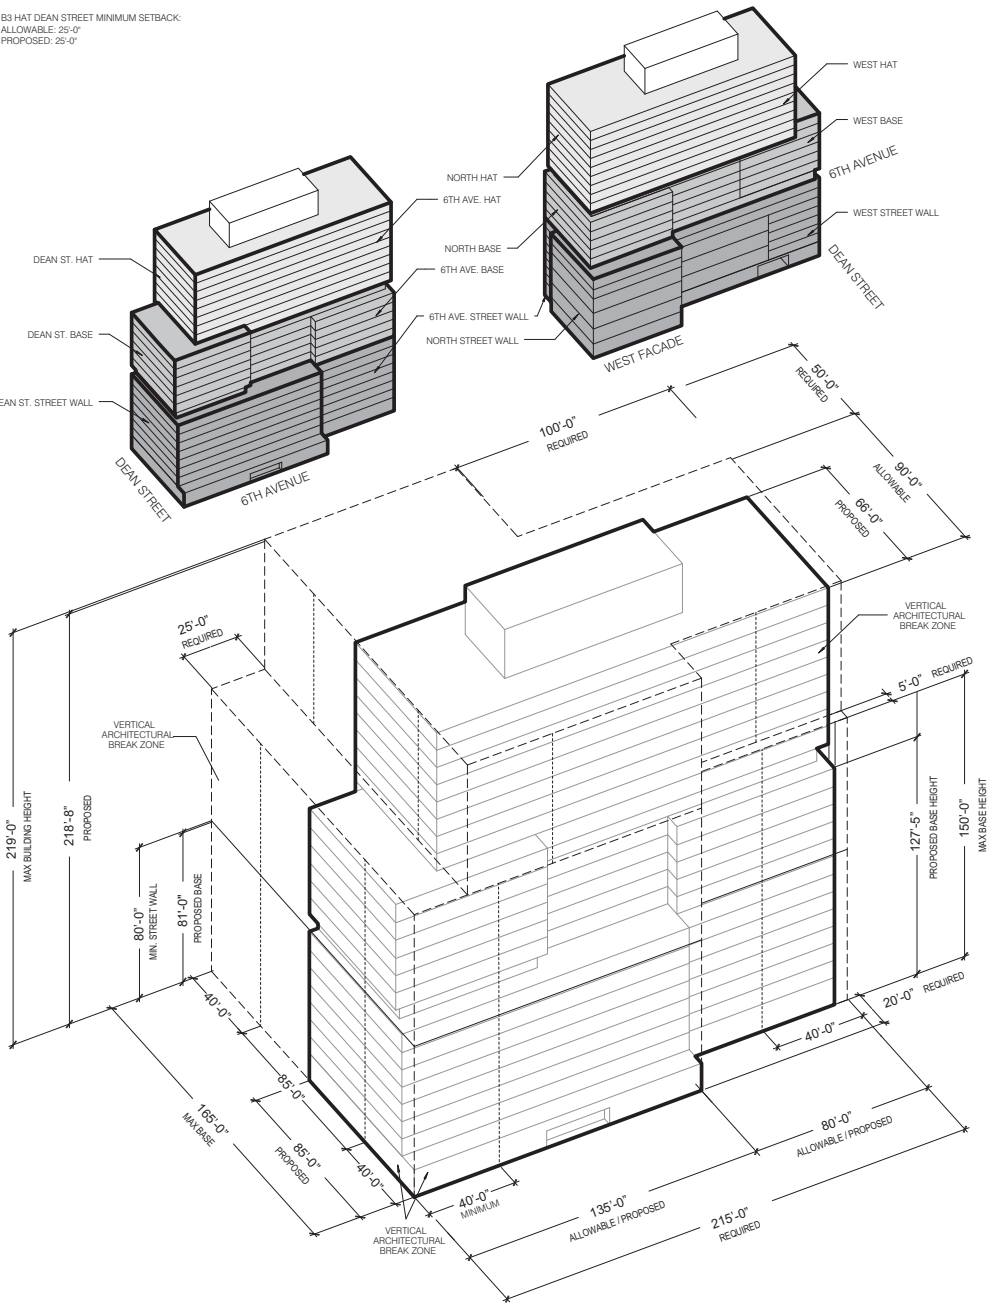 B3 HAT DEAN STREET MINIMUM SETBACK:
ALLOWABLE: 25'-0"
PROPOSED: 25'-0"
WEST HAT
WEST BASE
6TH AVENUE
NORTH HAT
6TH AVE. HAT
WEST STREET WALL
NORTH BASE
DEAN ST. HAT
6TH AVE. BASE
DEAN STREET
6TH AVE. STREET WALL
DEAN ST. BASE
NORTH STREET WALL
WEST FACADE
EAN ST. STREET WALL
DEAN STREET
6TH AVENUE
50'-0"
REQUIRED
100'-0"
REQUIRED
90'-0"
ALLOWABLE
66'-0"
PROPOSED
25'-0"
REQUIRED
VERTICAL
ARCHITECTURAL
BREAK ZONE
5'-0" REQUIRED
VERTICAL
ARCHITECTURAL
BREAK ZONE
219'-0"
MAX BUILDING HEIGHT
218'-8"
PROPOSED
127'-5"
PROPOSED BASE HEIGHT
150'-0"
MAX BASE HEIGHT
80'-0"
MIN. STREET WALL
81'-0"
PROPOSED BASE
20'-0" REQUIRED
40'-0"
40'-0"
85'-0"
165'-0"
MAX BASE
85'-0"
PROPOSED
40'-0"
80'-0"
ALLOWABLE / PROPOSED
40'-0"
MINIMUM
135'-0"
ALLOWABLE / PROPOSED
215'-0"
REQUIRED
VERTICAL
ARCHITECTURAL
BREAK ZONE